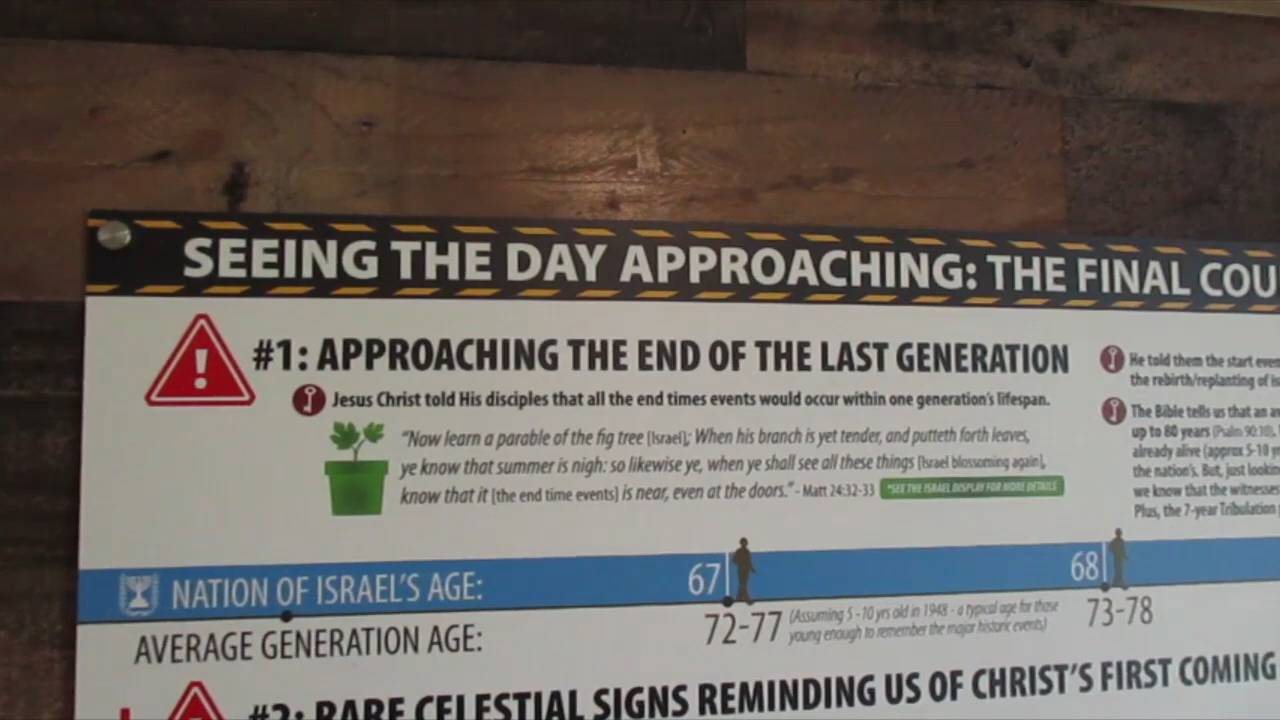 SEEING THE DAY APPROACHING: THE FINAL COU
#1: APPROACHING THE END OF THE LAST GENERATION
Jesus Christ told His disciples that all the end times events would occur within one generation's lifespan.
"Now learn a parable of the fig tree [Israel]; When his branch is yet tender, and putteth forth leaves,
ye know that summer is nigh: so likewise ye, when ye shall see all these things [Israel blossoming again],
know that it [the end time events] is near, even at the doors." - Matt 24:32-33
*SEE THE ISRAEL DISPLAY FOR MORE DETAILS
He told them the start even
the rebirth/replanting of Is
The Bible tells us that an a
up to 80 years (Psalm 90:10).
already alive (approx 5-10 y
the nation's. But, just lookin
we know that the witnesses
Plus, the 7-year Tribulation
NATION OF ISRAEL'S AGE: 67 68
AVERAGE GENERATION AGE: 72-77 (Assuming 5 -10 yrs old in 1948 - a typical age for those
young enough to remember the major historic events) 73-78
#2: RARE CELESTIAL SIGNS REMINDING US OF CHRIST'S FIRST COMING